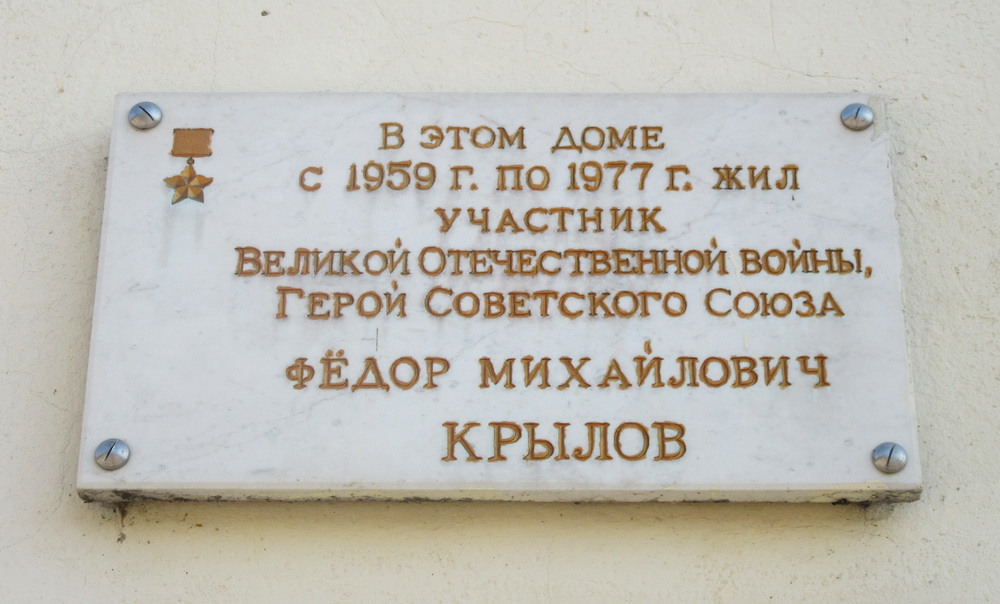 В ЭТОМ ДОМЕ
С 1959 Г. ПО 1977 Г. ЖИЛ
УЧАСТНИК
ВЕЛИКОЙ ОТЕЧЕСТВЕННОЙ ВОЙНЫ,
ГЕРОЙ СОВЕТСКОГО СОЮЗА
ФЁДОР МИХАЙЛОВИЧ
КРЫЛОВ